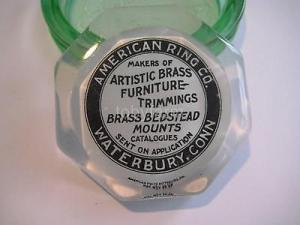 AMERICAN RING CO.
MAKERS OF
ARTISTIC BRASS
FURNITURE-
TRIMMINGS
BRASS BEDSTEAD
MOUNTS
CATALOGUES
SENT ON APPLICATION
WATERBURY, CONN